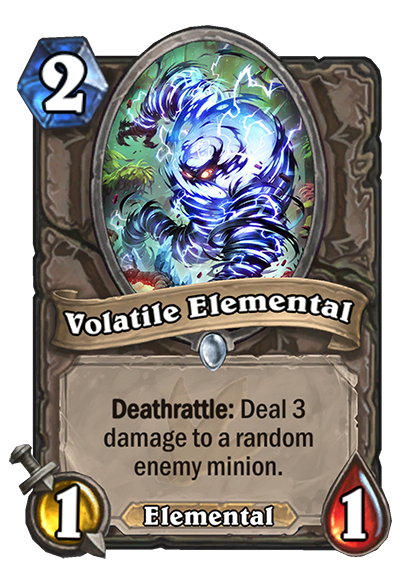 2
Volatile Elemental
Deathrattle: Deal 3
damage to a random
enemy minion.
1
Elemental
1